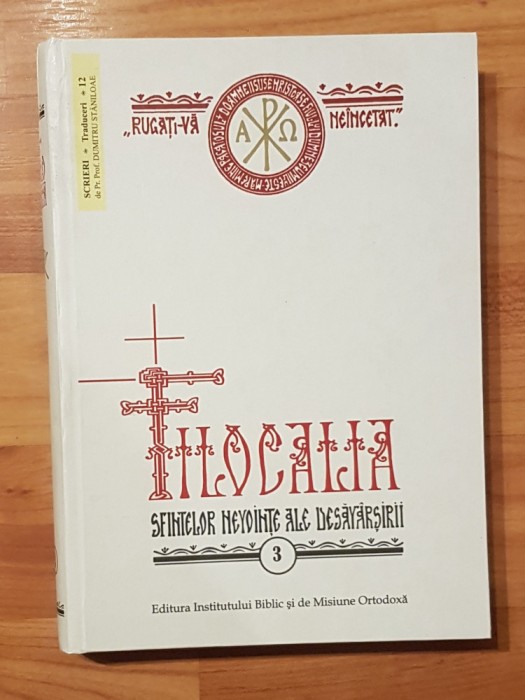 SCRIERI + Traduceri + 12
de Pr. Prof. DUMITRU STĂNILOAE
„RUGAȚI-VĂ
NEÎNCETAT."
Α Ω
FILOCALIA
SFINTELOR NEVOINȚE ALE DESĂVÂRȘIRII
3
Editura Institutului Biblic și de Misiune Ortodoxă